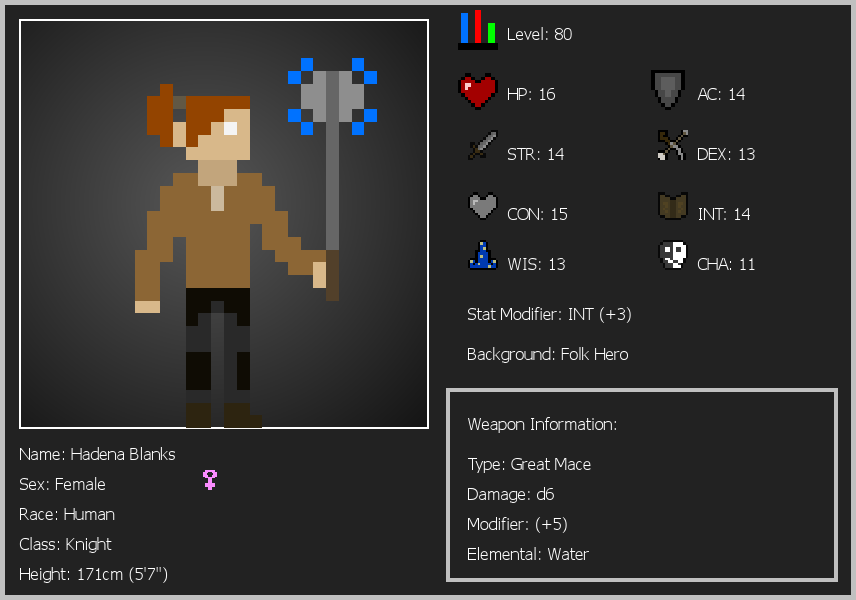 Level: 80
HP: 16
AC: 14
STR: 14
DEX: 13
CON: 15
INT: 14
WIS: 13
CHA: 11
Stat Modifier: INT (+3)
Background: Folk Hero
Weapon Information:
Type: Great Mace
Damage: d6
Modifier: (+5)
Elemental: Water
Name: Hadena Blanks
Sex: Female
Race: Human
Class: Knight
Height: 171cm (5'7")